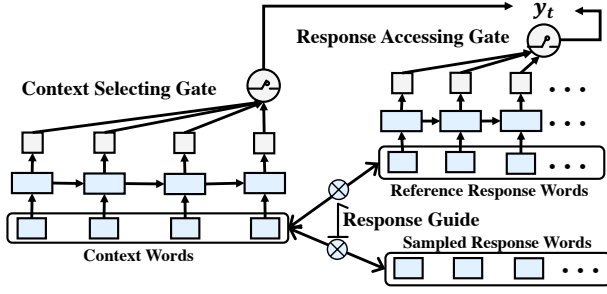 y_t
Response Accessing Gate
Context Selecting Gate
Reference Response Words
Response Guide
Context Words
Sampled Response Words